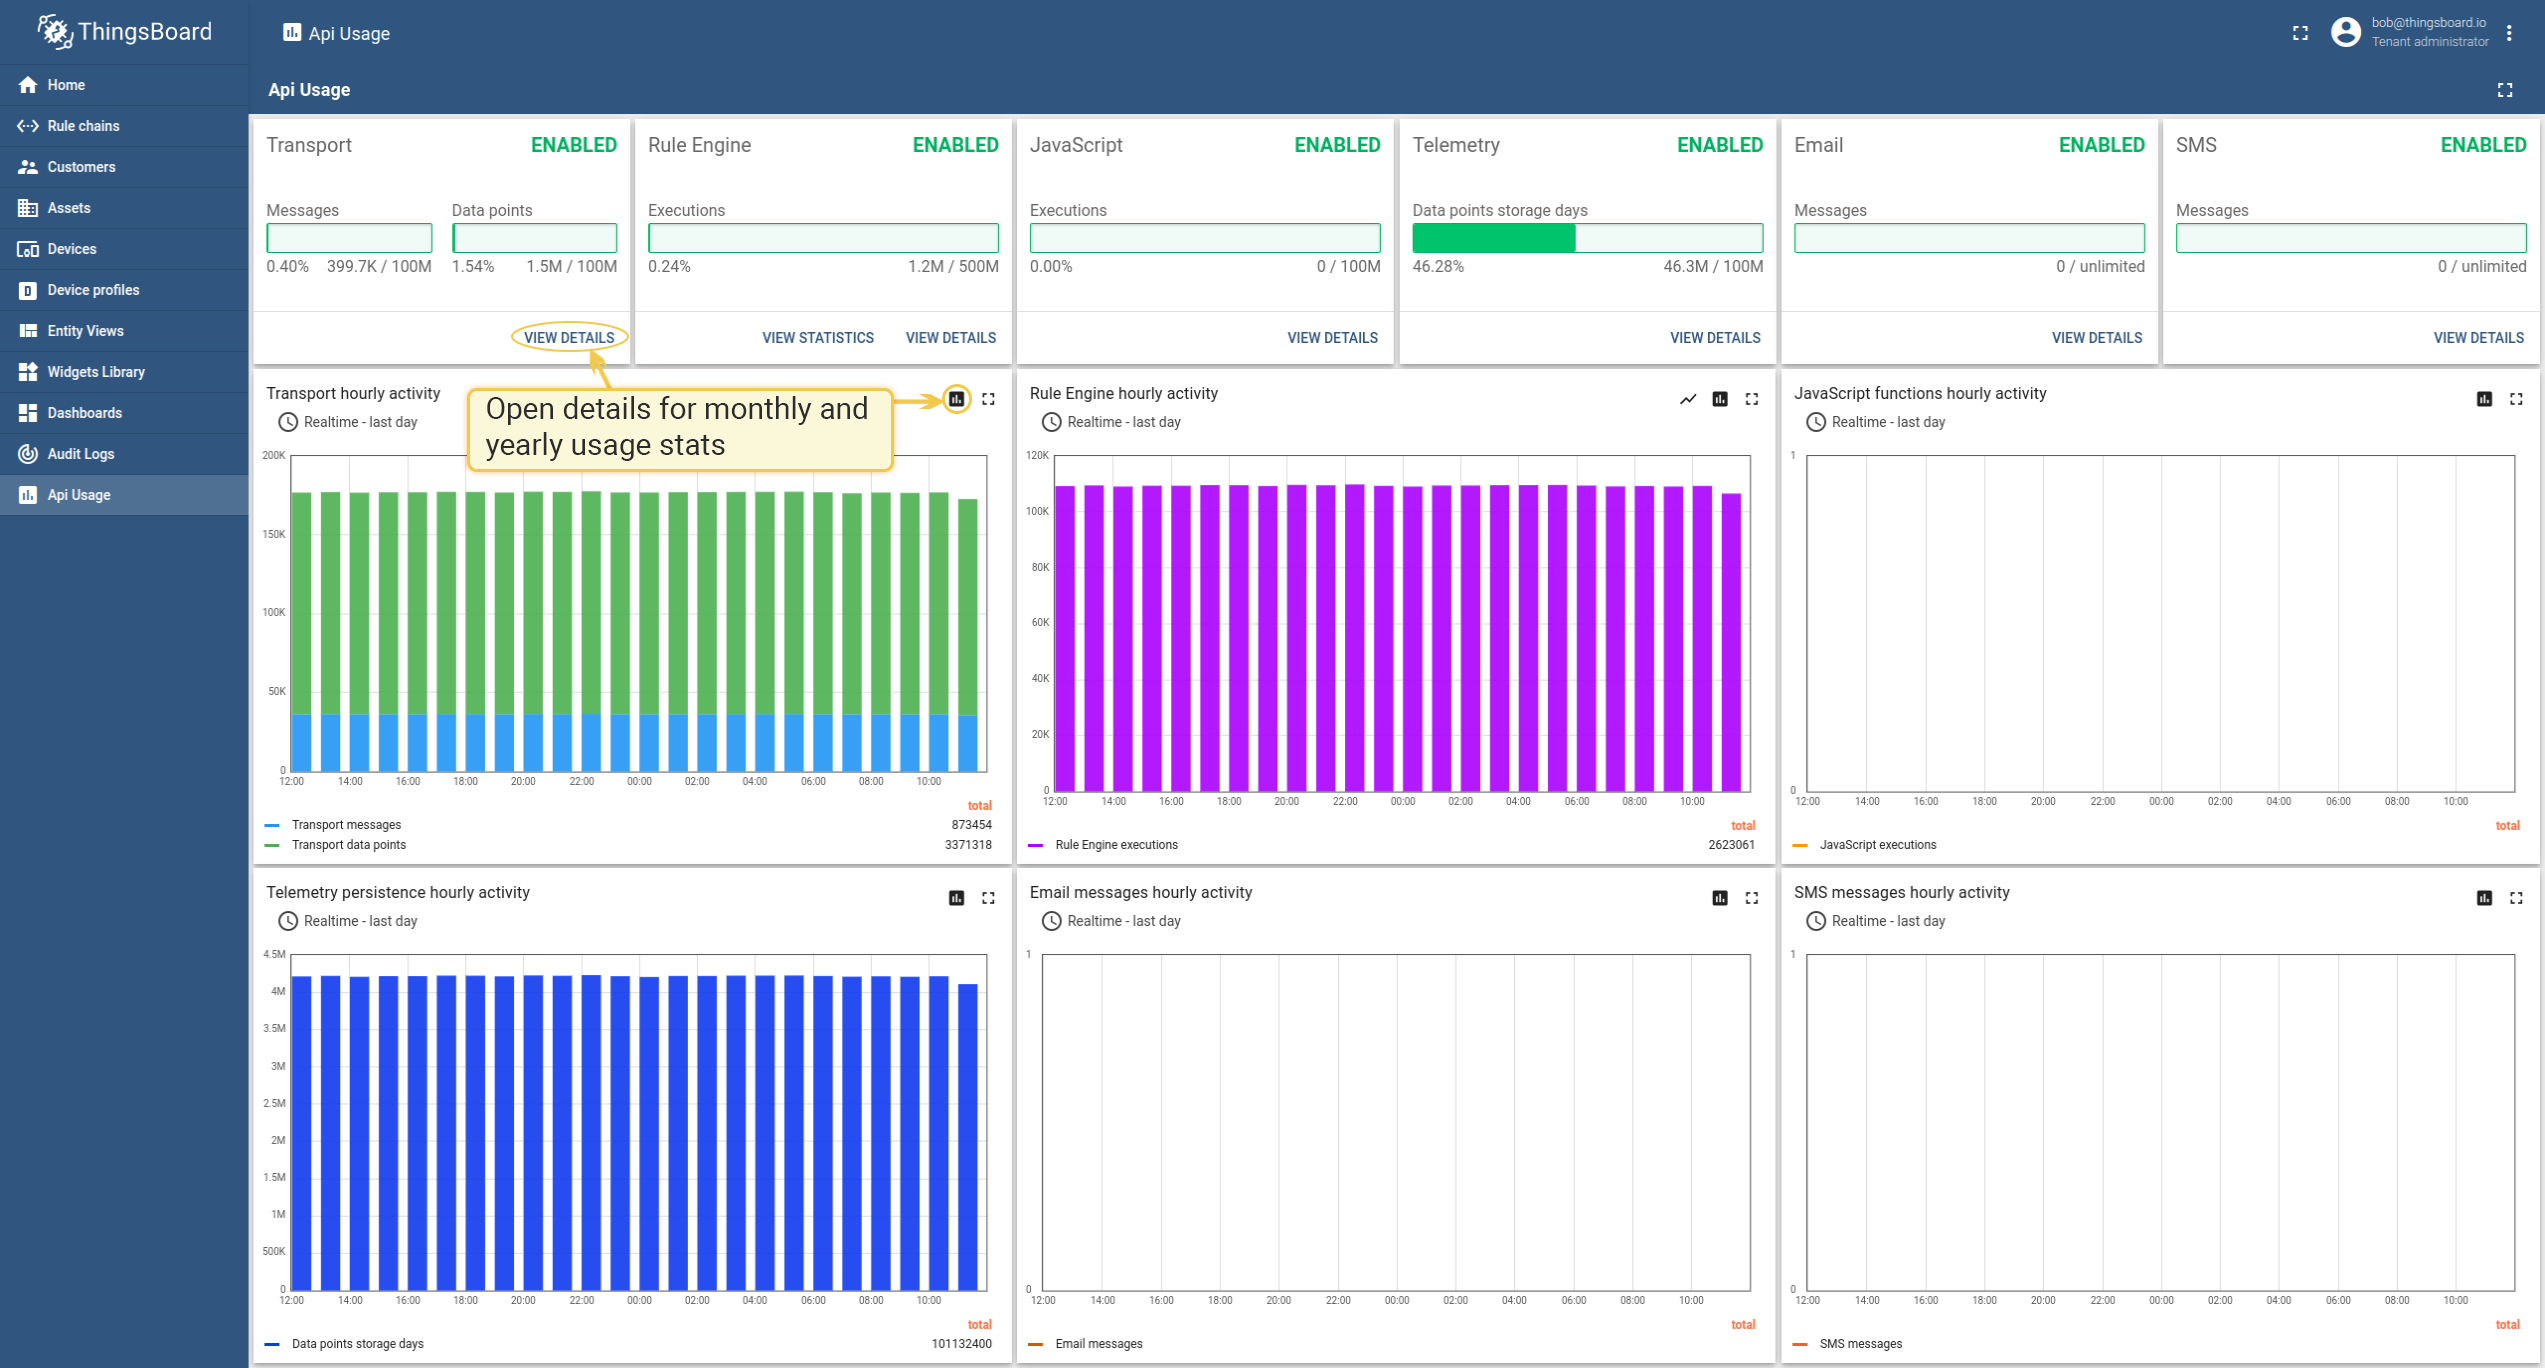 ThingsBoard
Api Usage
bob@thingsboard.io
Tenant administrator
Home
Rule chains
Customers
Assets
Devices
Device profiles
Entity Views
Widgets Library
Dashboards
Audit Logs
Api Usage
Api Usage
Transport ENABLED
Messages Data points
0.40% 399.7K / 100M 1.54% 1.5M / 100M
VIEW DETAILS
Rule Engine ENABLED
Executions
0.24% 1.2M / 500M
VIEW STATISTICS VIEW DETAILS
JavaScript ENABLED
Executions
0.00% 0 / 100M
VIEW DETAILS
Telemetry ENABLED
Data points storage days
46.28% 46.3M / 100M
VIEW DETAILS
Email ENABLED
Messages
0 / unlimited
VIEW DETAILS
SMS ENABLED
Messages
0 / unlimited
VIEW DETAILS
Open details for monthly and
yearly usage stats
Transport hourly activity
Realtime - last day
200K
150K
100K
50K
0
12:00 14:00 16:00 18:00 20:00 22:00 00:00 02:00 04:00 06:00 08:00 10:00
total
Transport messages 873454
Transport data points 3371318
Rule Engine hourly activity
Realtime - last day
120K
100K
80K
60K
40K
20K
0
12:00 14:00 16:00 18:00 20:00 22:00 00:00 02:00 04:00 06:00 08:00 10:00
total
Rule Engine executions 2623061
JavaScript functions hourly activity
Realtime - last day
1
0
12:00 14:00 16:00 18:00 20:00 22:00 00:00 02:00 04:00 06:00 08:00 10:00
total
JavaScript executions
Telemetry persistence hourly activity
Realtime - last day
4.5M
4M
3.5M
3M
2.5M
2M
1.5M
1M
500K
0
12:00 14:00 16:00 18:00 20:00 22:00 00:00 02:00 04:00 06:00 08:00 10:00
total
Data points storage days 101132400
Email messages hourly activity
Realtime - last day
1
0
12:00 14:00 16:00 18:00 20:00 22:00 00:00 02:00 04:00 06:00 08:00 10:00
total
Email messages
SMS messages hourly activity
Realtime - last day
1
0
12:00 14:00 16:00 18:00 20:00 22:00 00:00 02:00 04:00 06:00 08:00 10:00
total
SMS messages